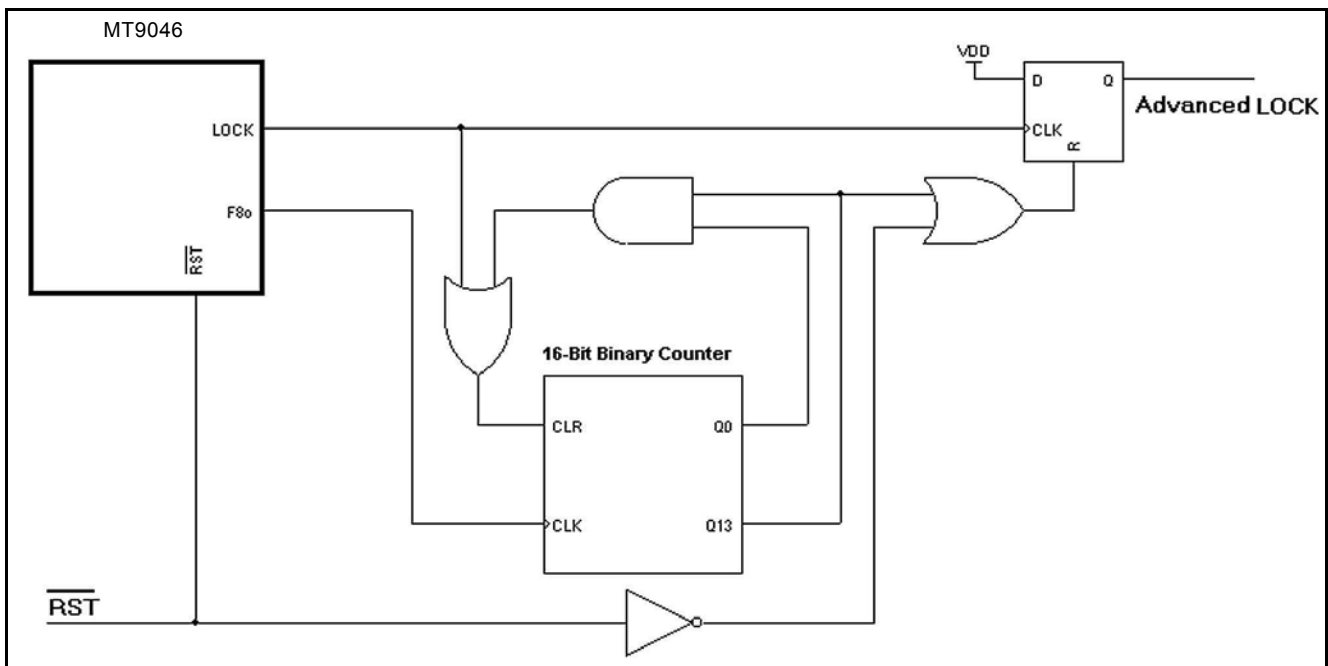 MT9046
VDD
D
Q
LOCK
CLK
R
Advanced LOCK
F8o
RST
16-Bit Binary Counter
CLR
Q0
CLK
Q13
RST